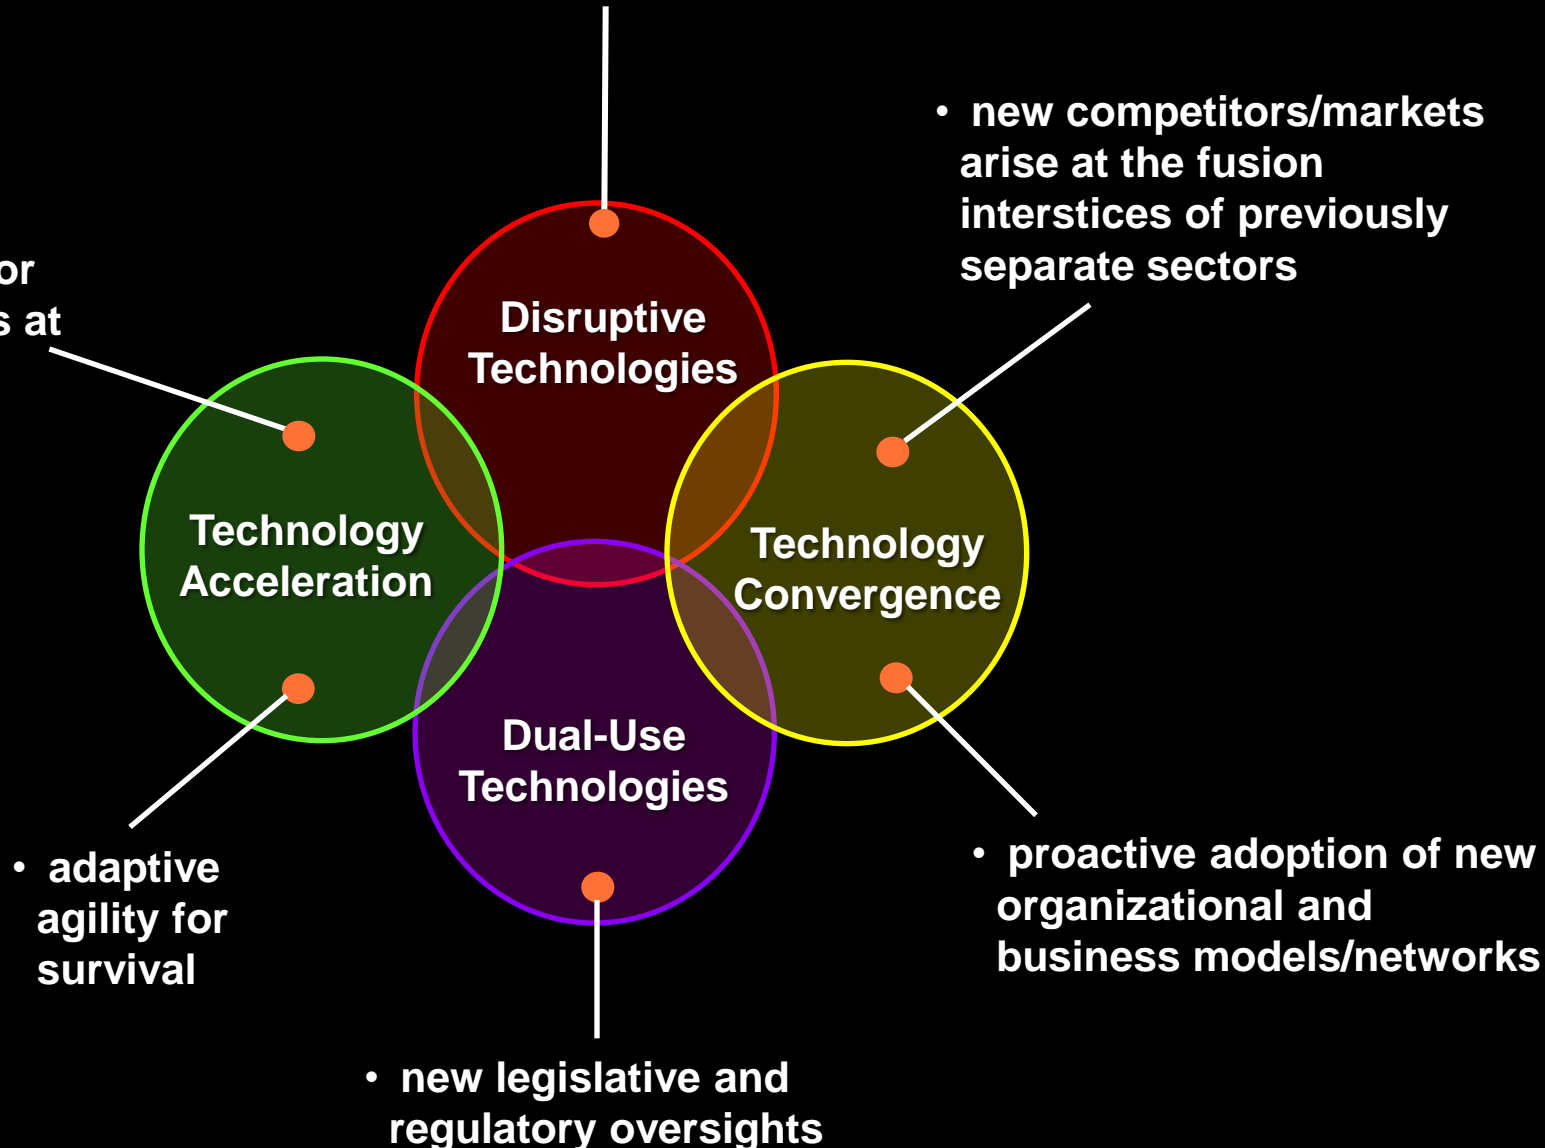 • new competitors/markets
arise at the fusion
interstices of previously
separate sectors
or
s at
Disruptive
Technologies
Technology
Acceleration
Technology
Convergence
Dual-Use
Technologies
• adaptive
agility for
survival
• proactive adoption of new
organizational and
business models/networks
• new legislative and
regulatory oversights